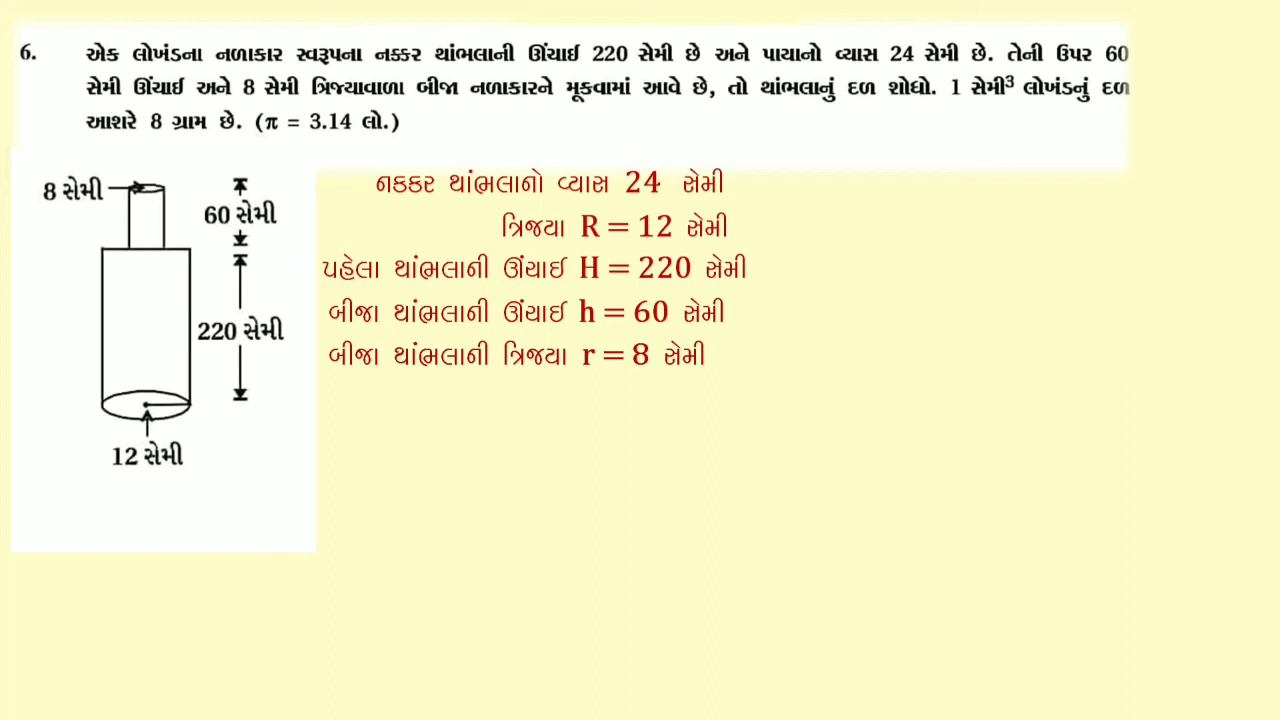 6. એક લોખંડના નળાકાર સ્વરૂપના નક્કર થાંભલાની ઊંચાઈ 220 સેમી છે અને પાયાનો વ્યાસ 24 સેમી છે. તેની ઉપર 60
સેમી ઊંચાઈ અને 8 સેમી ત્રિજ્યાવાળા બીજા નળાકારને મૂકવામાં આવે છે, તો થાંભલાનું દળ શોધો. 1 સેમી³ લોખંડનું દળ
આશરે 8 ગ્રામ છે. (π = 3.14 લો.)
8 સેમી
60 સેમી
220 સેમી
12 સેમી
નક્કર થાંભલાનો વ્યાસ 24 સેમી
ત્રિજ્યા R = 12 સેમી
પહેલા થાંભલાની ઊંચાઈ H = 220 સેમી
બીજા થાંભલાની ઊંચાઈ h = 60 સેમી
બીજા થાંભલાની ત્રિજ્યા r = 8 સેમી